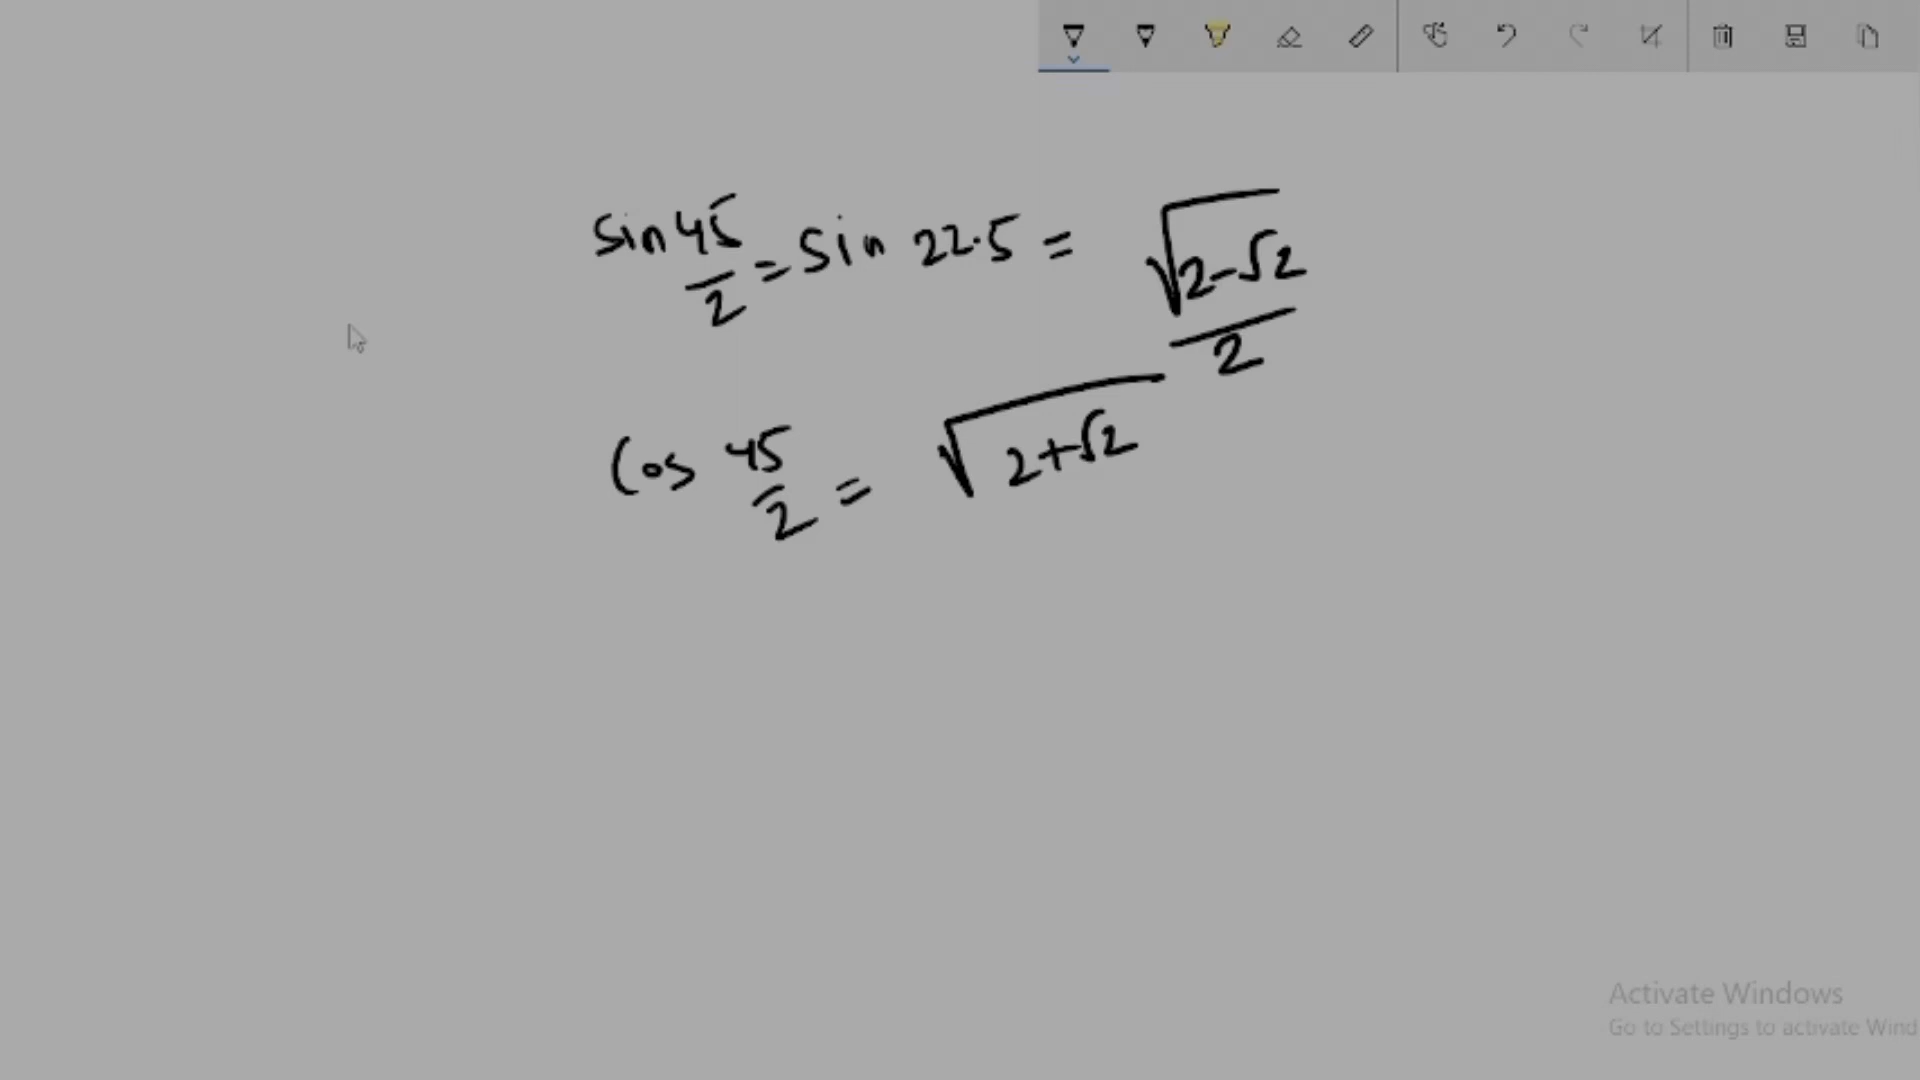 sin 45/2 = sin 22.5 = √(2-√2)/2
Cos 45/2 = √(2+√2)
Activate Windows
Go to Settings to activate Wind